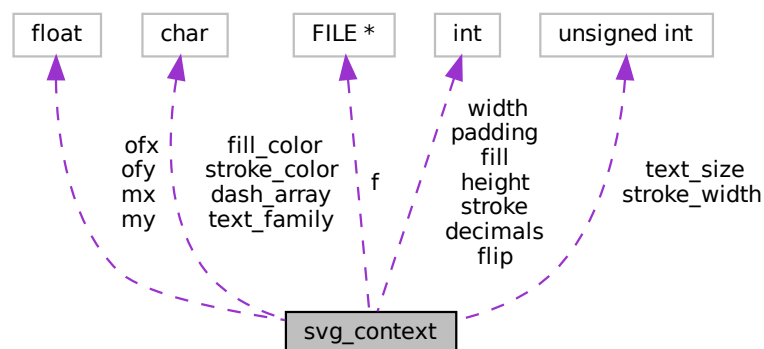 float
char
FILE *
int
unsigned int
ofx
ofy
mx
my
fill_color
stroke_color
dash_array
text_family
f
width
padding
fill
height
stroke
decimals
flip
text_size
stroke_width
svg_context